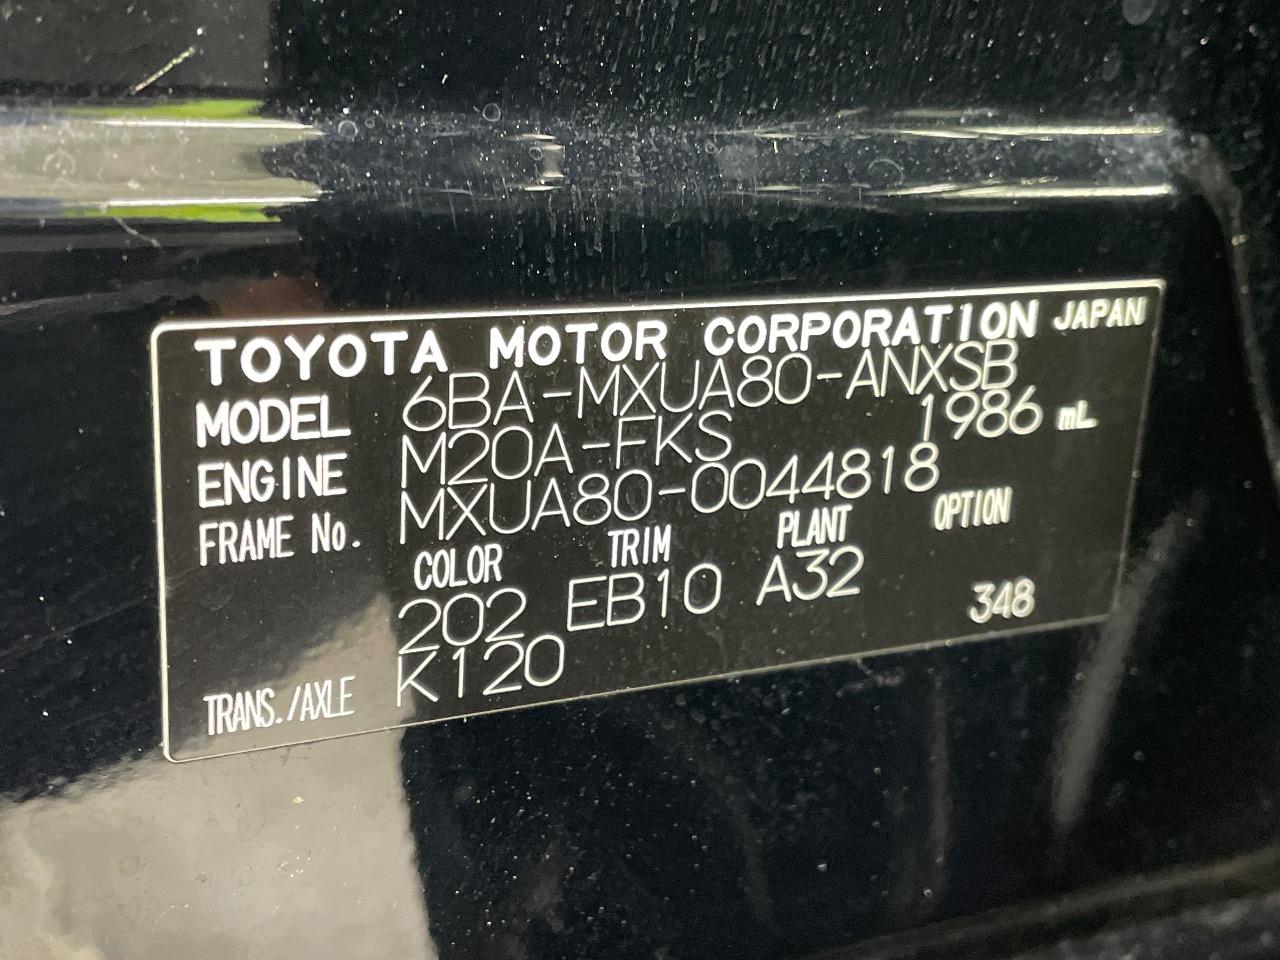 TOYOTA MOTOR CORPORATION JAPAN
MODEL 6BA-MXUA80-ANXSB
ENGINE M20A-FKS 1986 mL
FRAME No. MXUA80-0044818
COLOR TRIM PLANT OPTION
202 EB10 A32 348
TRANS./AXLE K120